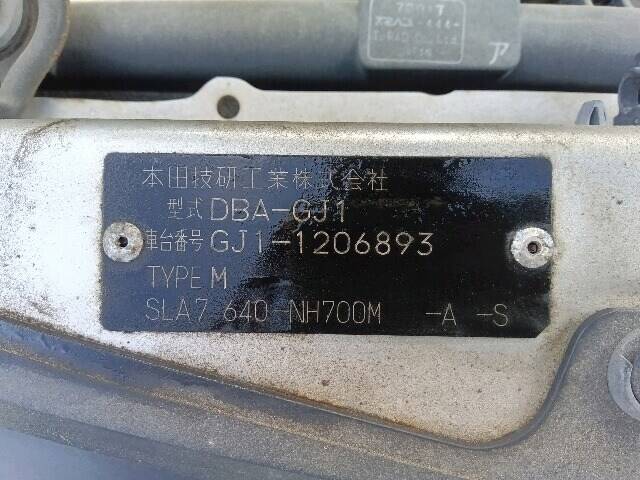 ア
本田技研工業株式会社
型式 DBA-GJ1
車台番号 GJ1-1206893
TYPE M
SLA7 640 NH700M -A -S